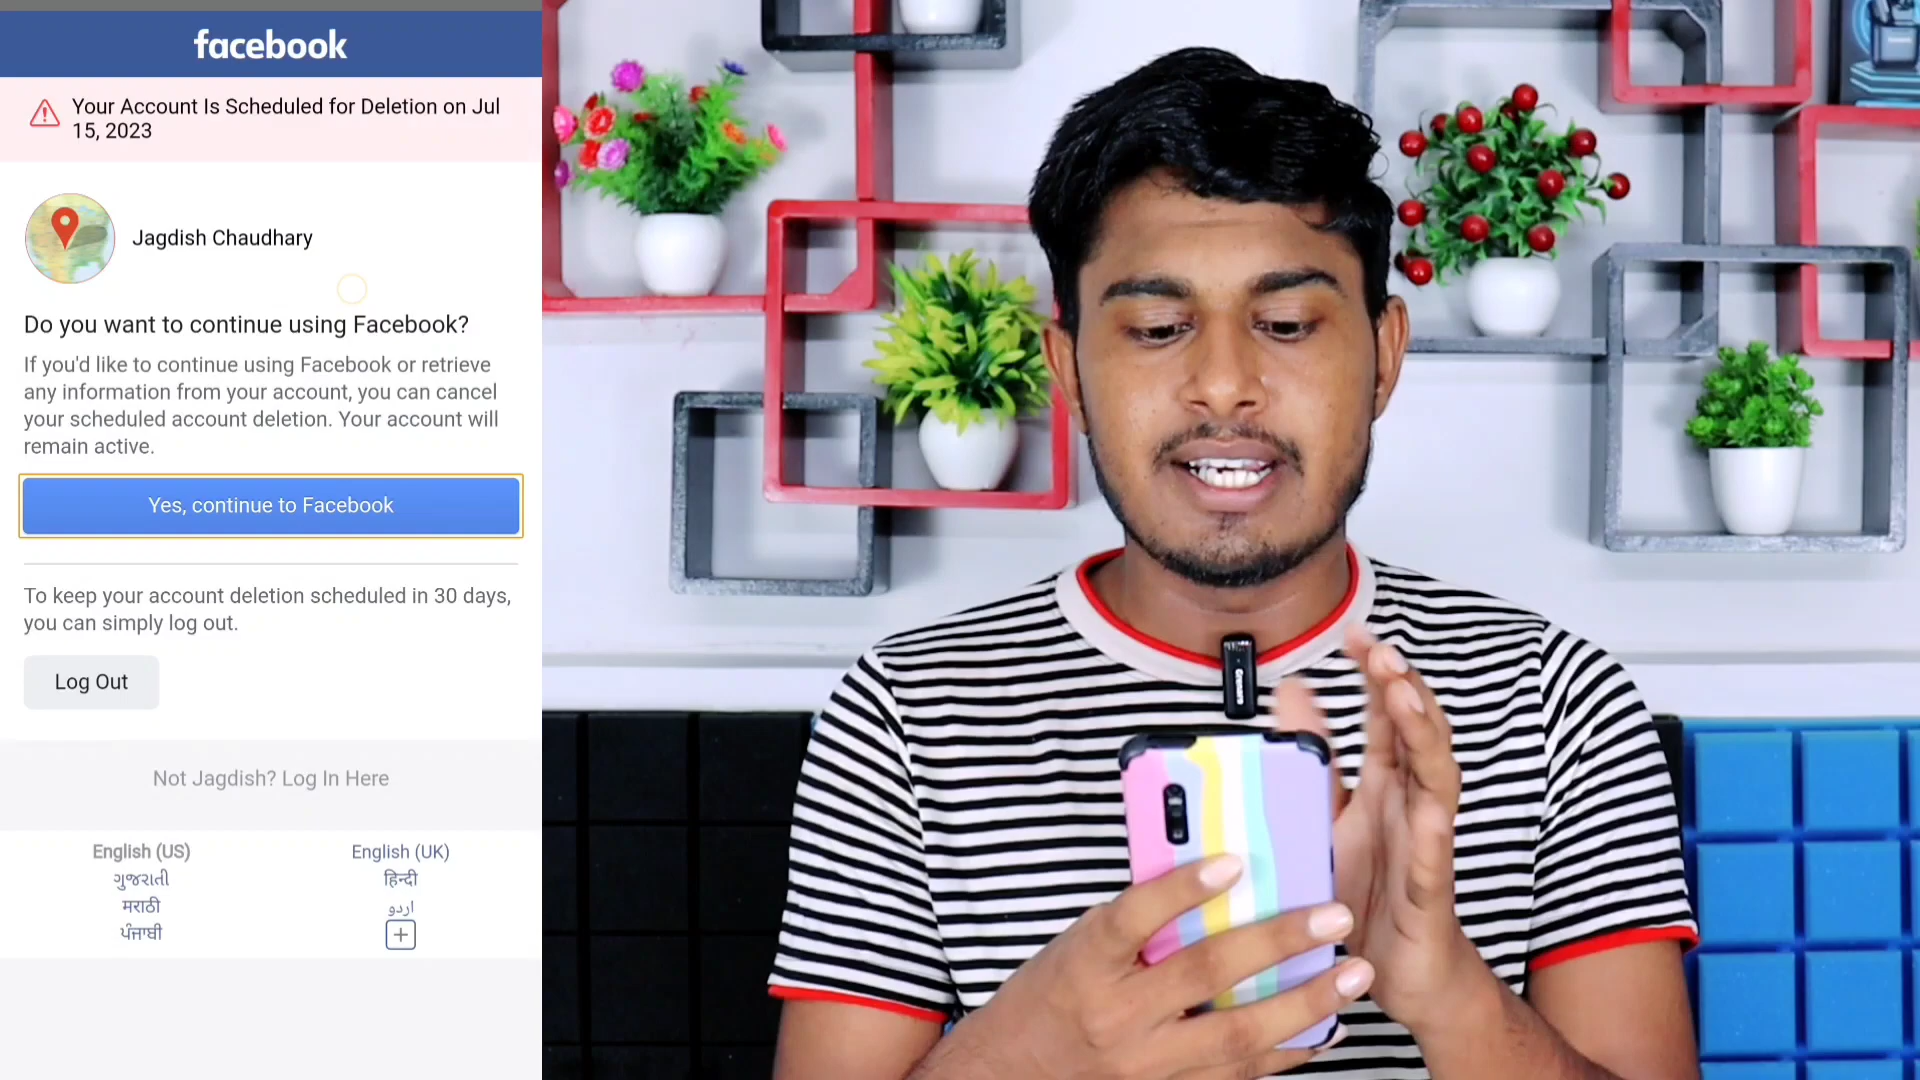 facebook
Your Account Is Scheduled for Deletion on Jul
15, 2023
Jagdish Chaudhary
Do you want to continue using Facebook?
If you'd like to continue using Facebook or retrieve
any information from your account, you can cancel
your scheduled account deletion. Your account will
remain active.
Yes, continue to Facebook
To keep your account deletion scheduled in 30 days,
you can simply log out.
Log Out
Not Jagdish? Log In Here
English (US)
English (UK)
ગુજરાતી
हिन्दी
मराठी
اردو
ਪੰਜਾਬੀ